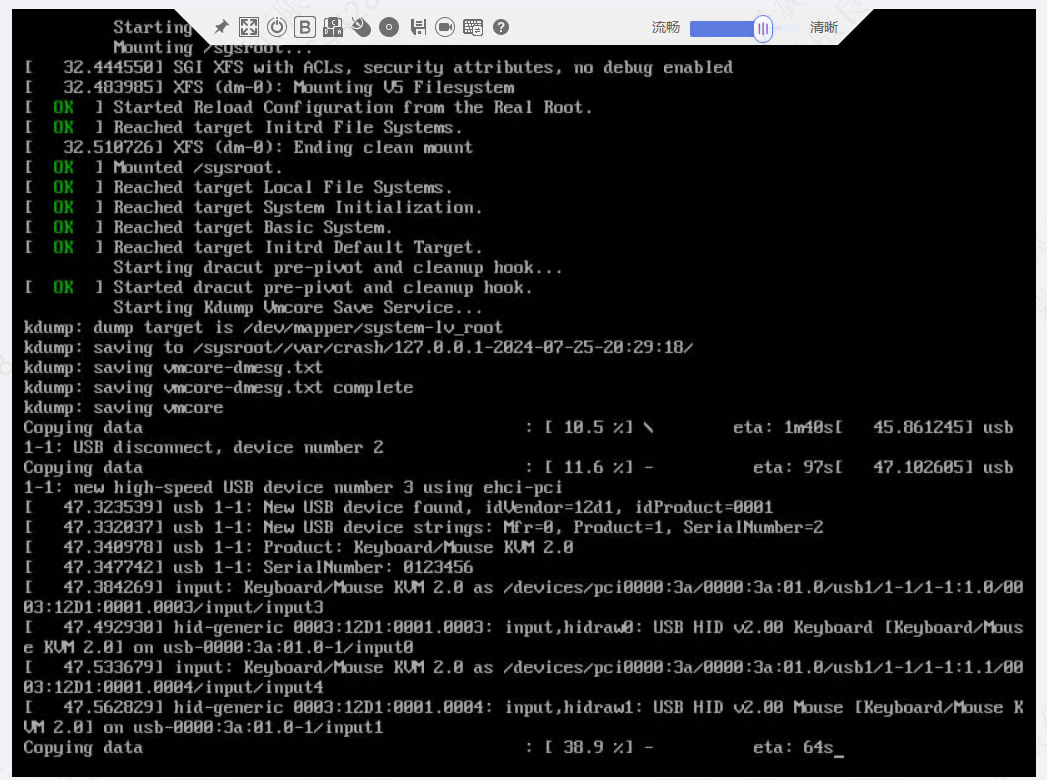 流畅 清晰
Starting
Mounting /sysroot...
[   32.444550] SGI XFS with ACLs, security attributes, no debug enabled
[   32.483985] XFS (dm-0): Mounting V5 Filesystem
[  OK  ] Started Reload Configuration from the Real Root.
[  OK  ] Reached target Initrd File Systems.
[   32.510726] XFS (dm-0): Ending clean mount
[  OK  ] Mounted /sysroot.
[  OK  ] Reached target Local File Systems.
[  OK  ] Reached target System Initialization.
[  OK  ] Reached target Basic System.
[  OK  ] Reached target Initrd Default Target.
Starting dracut pre-pivot and cleanup hook...
[  OK  ] Started dracut pre-pivot and cleanup hook.
Starting Kdump Vmcore Save Service...
kdump: dump target is /dev/mapper/system-lv_root
kdump: saving to /sysroot//var/crash/127.0.0.1-2024-07-25-20:29:18/
kdump: saving vmcore-dmesg.txt
kdump: saving vmcore-dmesg.txt complete
kdump: saving vmcore
Copying data                                      : [ 10.5 %] \        eta: 1m40s[   45.861245] usb
1-1: USB disconnect, device number 2
Copying data                                      : [ 11.6 %] -          eta: 97s[   47.102605] usb
1-1: new high-speed USB device number 3 using ehci-pci
[   47.323539] usb 1-1: New USB device found, idVendor=12d1, idProduct=0001
[   47.332037] usb 1-1: New USB device strings: Mfr=0, Product=1, SerialNumber=2
[   47.340978] usb 1-1: Product: Keyboard/Mouse KVM 2.0
[   47.347742] usb 1-1: SerialNumber: 0123456
[   47.384269] input: Keyboard/Mouse KVM 2.0 as /devices/pci0000:3a/0000:3a:01.0/usb1/1-1/1-1:1.0/00
03:12D1:0001.0003/input/input3
[   47.492930] hid-generic 0003:12D1:0001.0003: input,hidraw0: USB HID v2.00 Keyboard [Keyboard/Mous
e KVM 2.0] on usb-0000:3a:01.0-1/input0
[   47.533679] input: Keyboard/Mouse KVM 2.0 as /devices/pci0000:3a/0000:3a:01.0/usb1/1-1/1-1:1.1/00
03:12D1:0001.0004/input/input4
[   47.562829] hid-generic 0003:12D1:0001.0004: input,hidraw1: USB HID v2.00 Mouse [Keyboard/Mouse K
VM 2.0] on usb-0000:3a:01.0-1/input1
Copying data                                      : [ 38.9 %] -          eta: 64s_